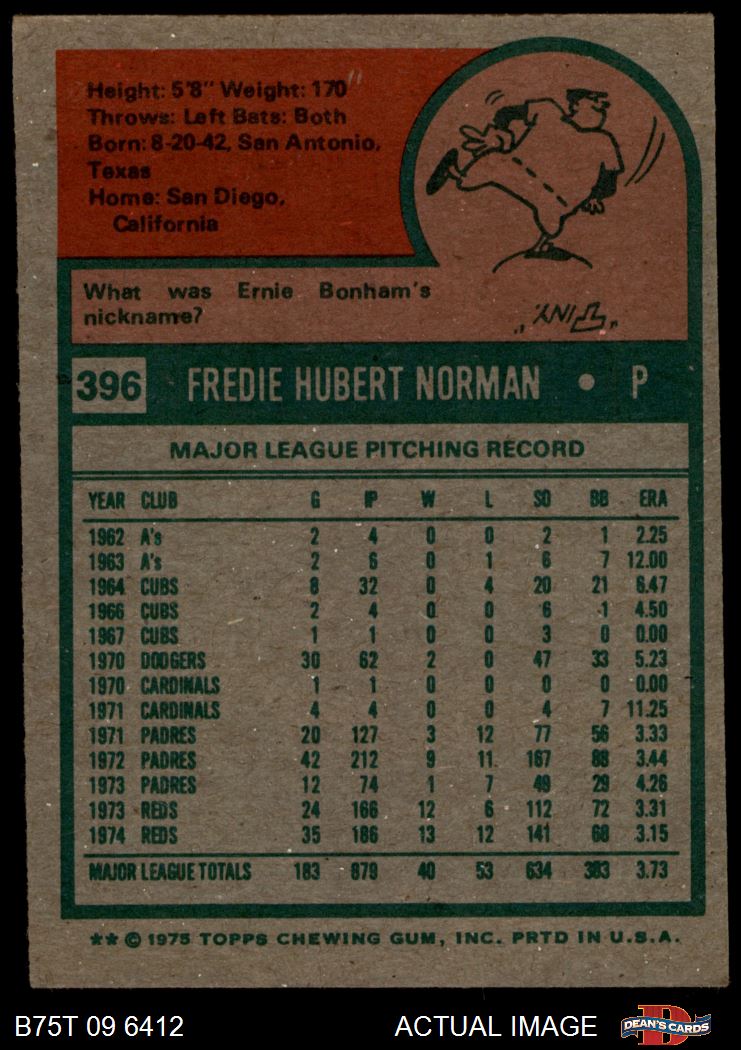 Height: 5'8" Weight: 170
Throws: Left Bats: Both
Born: 8-20-42, San Antonio,
Texas
Home: San Diego,
California
What was Ernie Bonham's
nickname?
"TINY"
396 FREDIE HUBERT NORMAN • P
MAJOR LEAGUE PITCHING RECORD
YEAR CLUB G IP W L SO BB ERA
1962 A's 2 4 0 0 2 1 2.25
1963 A's 2 6 0 1 6 7 12.00
1964 CUBS 8 32 0 4 20 21 6.47
1966 CUBS 2 4 0 0 6 1 4.50
1967 CUBS 1 1 0 0 3 0 0.00
1970 DODGERS 30 62 2 0 47 33 5.23
1970 CARDINALS 1 1 0 0 0 0 0.00
1971 CARDINALS 4 4 0 0 4 7 11.25
1971 PADRES 20 127 3 12 77 56 3.33
1972 PADRES 42 212 9 11 167 88 3.44
1973 PADRES 12 74 1 7 49 29 4.26
1973 REDS 24 166 12 6 112 72 3.31
1974 REDS 35 186 13 12 141 68 3.15
MAJOR LEAGUE TOTALS 183 879 40 53 634 383 3.73
** © 1975 TOPPS CHEWING GUM, INC. PRTD IN U.S.A.
B75T 09 6412 ACTUAL IMAGE DEAN'S CARDS